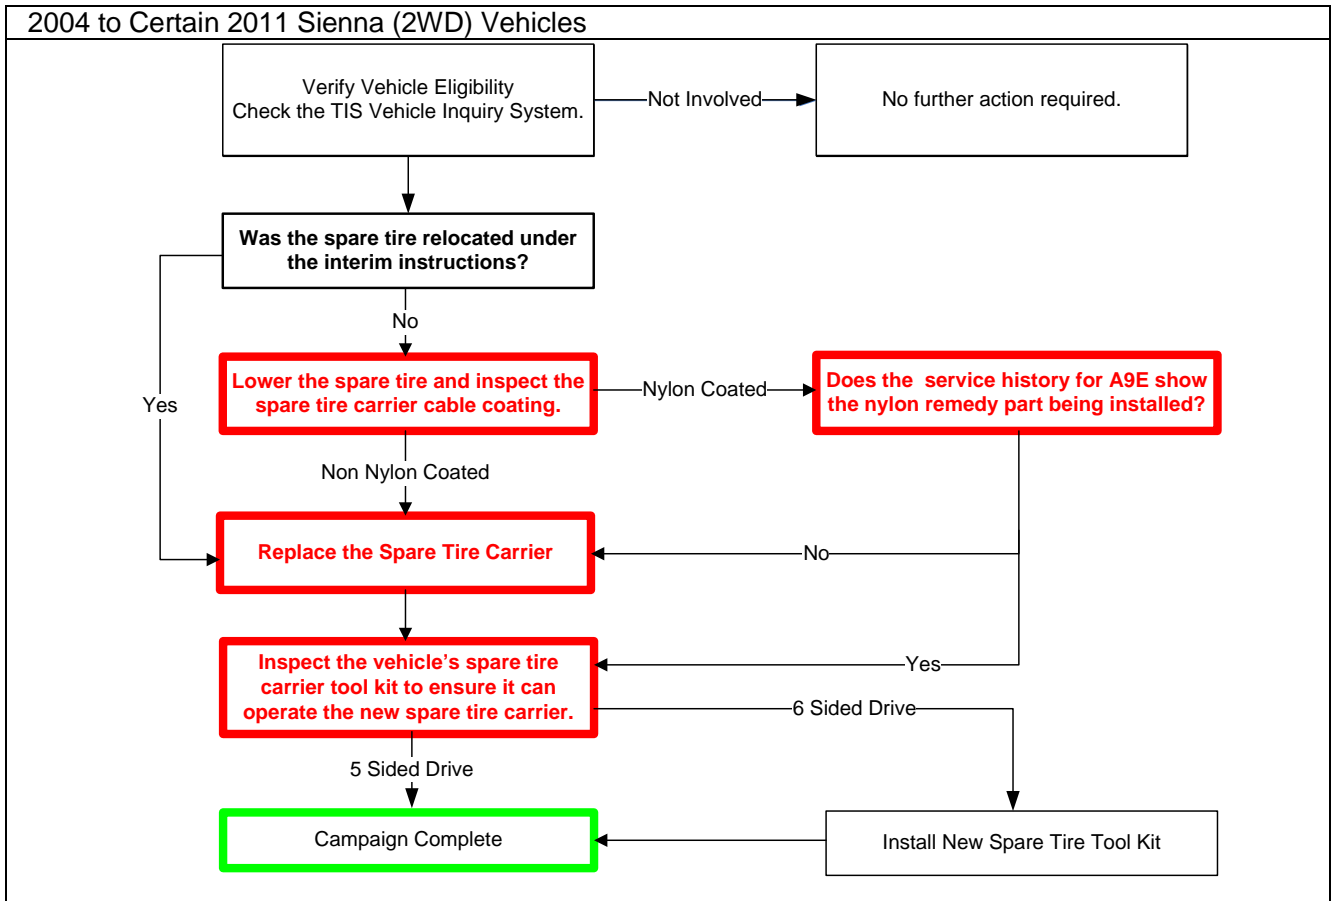 2004 to Certain 2011 Sienna (2WD) Vehicles
Verify Vehicle Eligibility
Check the TIS Vehicle Inquiry System.
Not Involved
No further action required.
Was the spare tire relocated under
the interim instructions?
No
Yes
Lower the spare tire and inspect the
spare tire carrier cable coating.
Nylon Coated
Does the service history for A9E show
the nylon remedy part being installed?
Non Nylon Coated
Replace the Spare Tire Carrier
No
Inspect the vehicle’s spare tire
carrier tool kit to ensure it can
operate the new spare tire carrier.
Yes
6 Sided Drive
5 Sided Drive
Campaign Complete
Install New Spare Tire Tool Kit